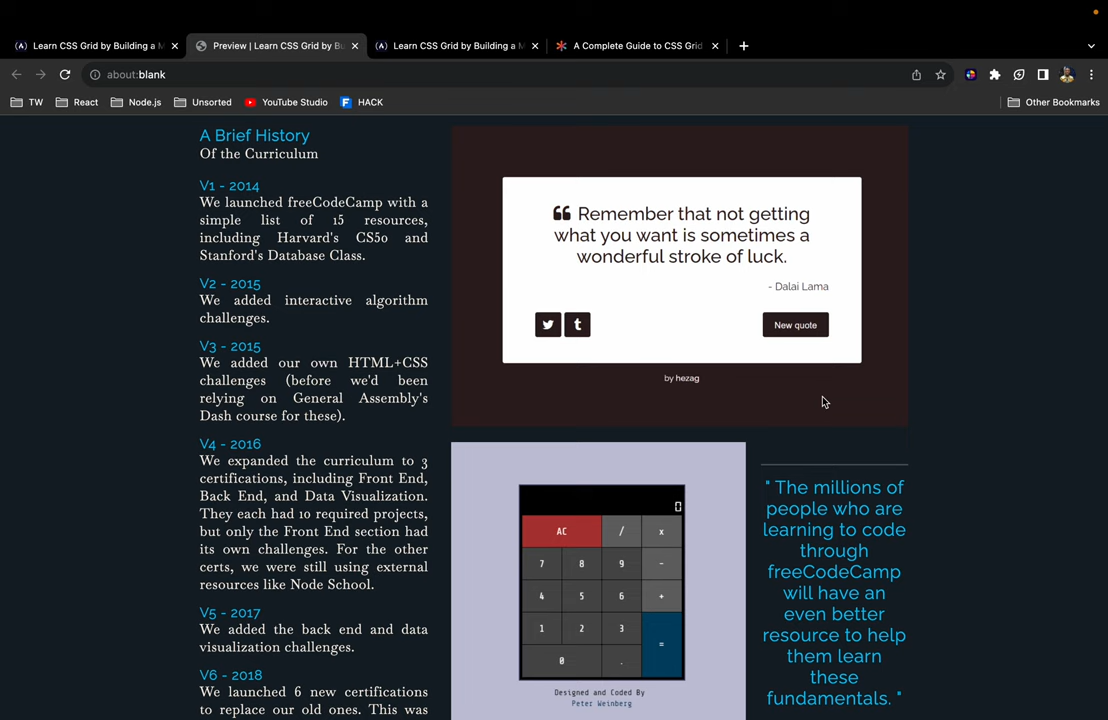 Learn CSS Grid by Building a M
Preview | Learn CSS Grid by Bu
Learn CSS Grid by Building a M
A Complete Guide to CSS Grid
about:blank
TW
React
Node.js
Unsorted
YouTube Studio
HACK
Other Bookmarks
A Brief History
Of the Curriculum
V1 - 2014
We launched freeCodeCamp with a
simple list of 15 resources,
including Harvard's CS50 and
Stanford's Database Class.
V2 - 2015
We added interactive algorithm
challenges.
V3 - 2015
We added our own HTML+CSS
challenges (before we'd been
relying on General Assembly's
Dash course for these).
V4 - 2016
We expanded the curriculum to 3
certifications, including Front End,
Back End, and Data Visualization.
They each had 10 required projects,
but only the Front End section had
its own challenges. For the other
certs, we were still using external
resources like Node School.
V5 - 2017
We added the back end and data
visualization challenges.
V6 - 2018
We launched 6 new certifications
to replace our old ones. This was
Remember that not getting
what you want is sometimes a
wonderful stroke of luck.
- Dalai Lama
New quote
by hezag
0
AC / x
7 8 9 -
4 5 6 +
1 2 3 =
0 .
Designed and Coded By
Peter Weinberg
" The millions of
people who are
learning to code
through
freeCodeCamp
will have an
even better
resource to help
them learn
these
fundamentals. "